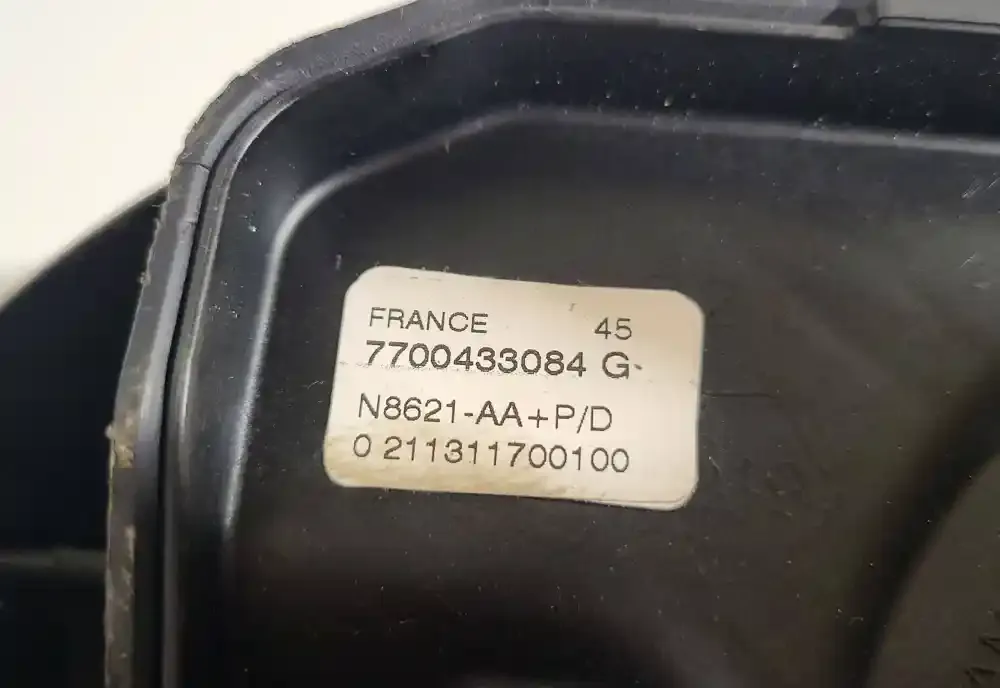 FRANCE 45
7700433084 G
N8621-AA+P/D
0 211311700100